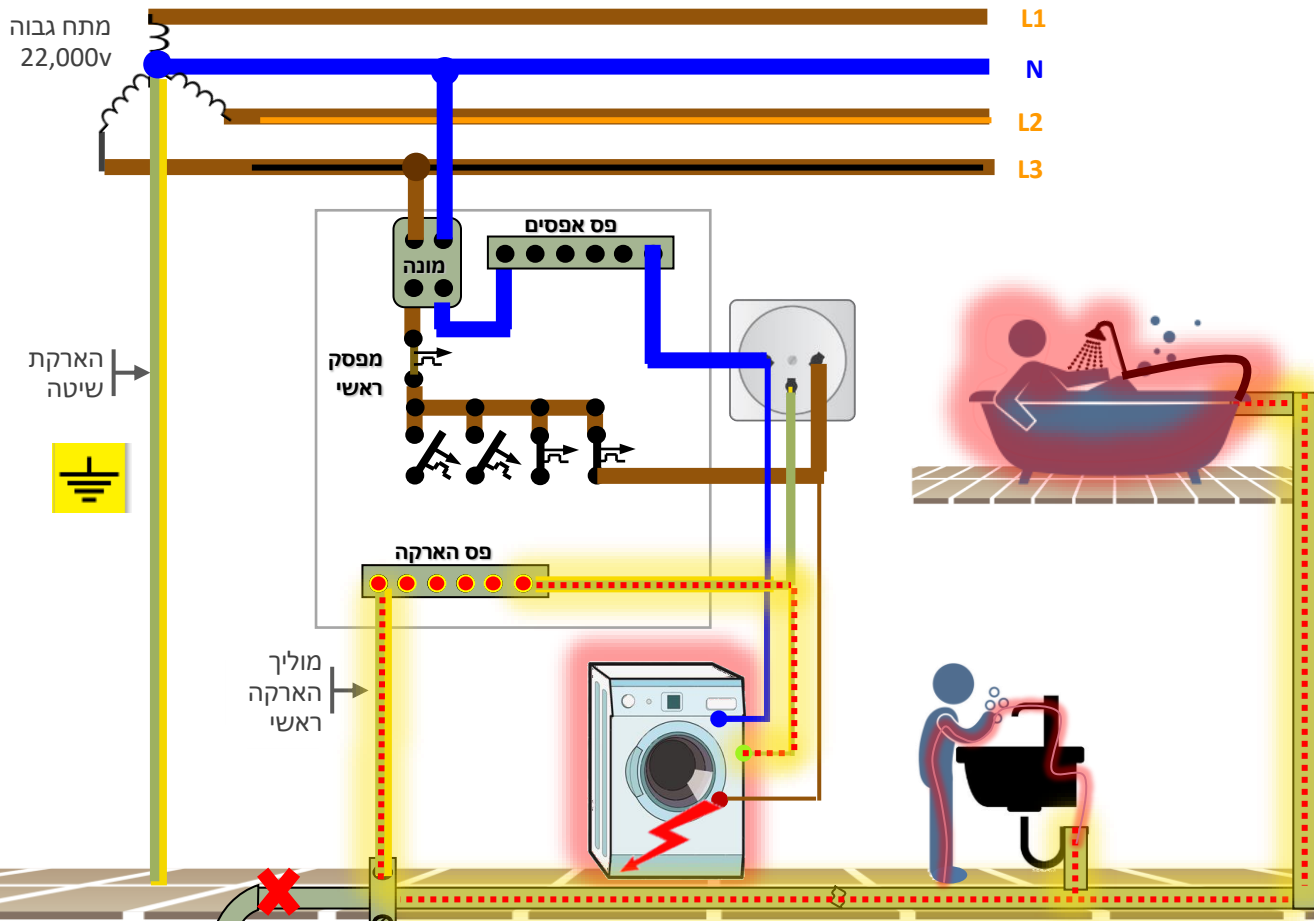 מתח גבוה
22,000v
L1
N
L2
L3
פס אפסים
מונה
מפסק
ראשי
הארקת
שיטה
פס הארקה
מוליך
הארקה
ראשי